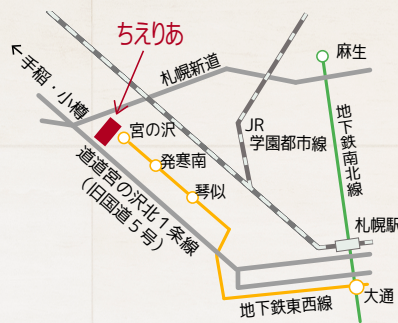 ちえりあ
麻生
札幌新道
手稲・小樽
宮の沢
JR
学園都市線
地下鉄南北線
発寒南
琴似
道道宮の沢北1条線
（旧国道5号）
札幌駅
大通
地下鉄東西線